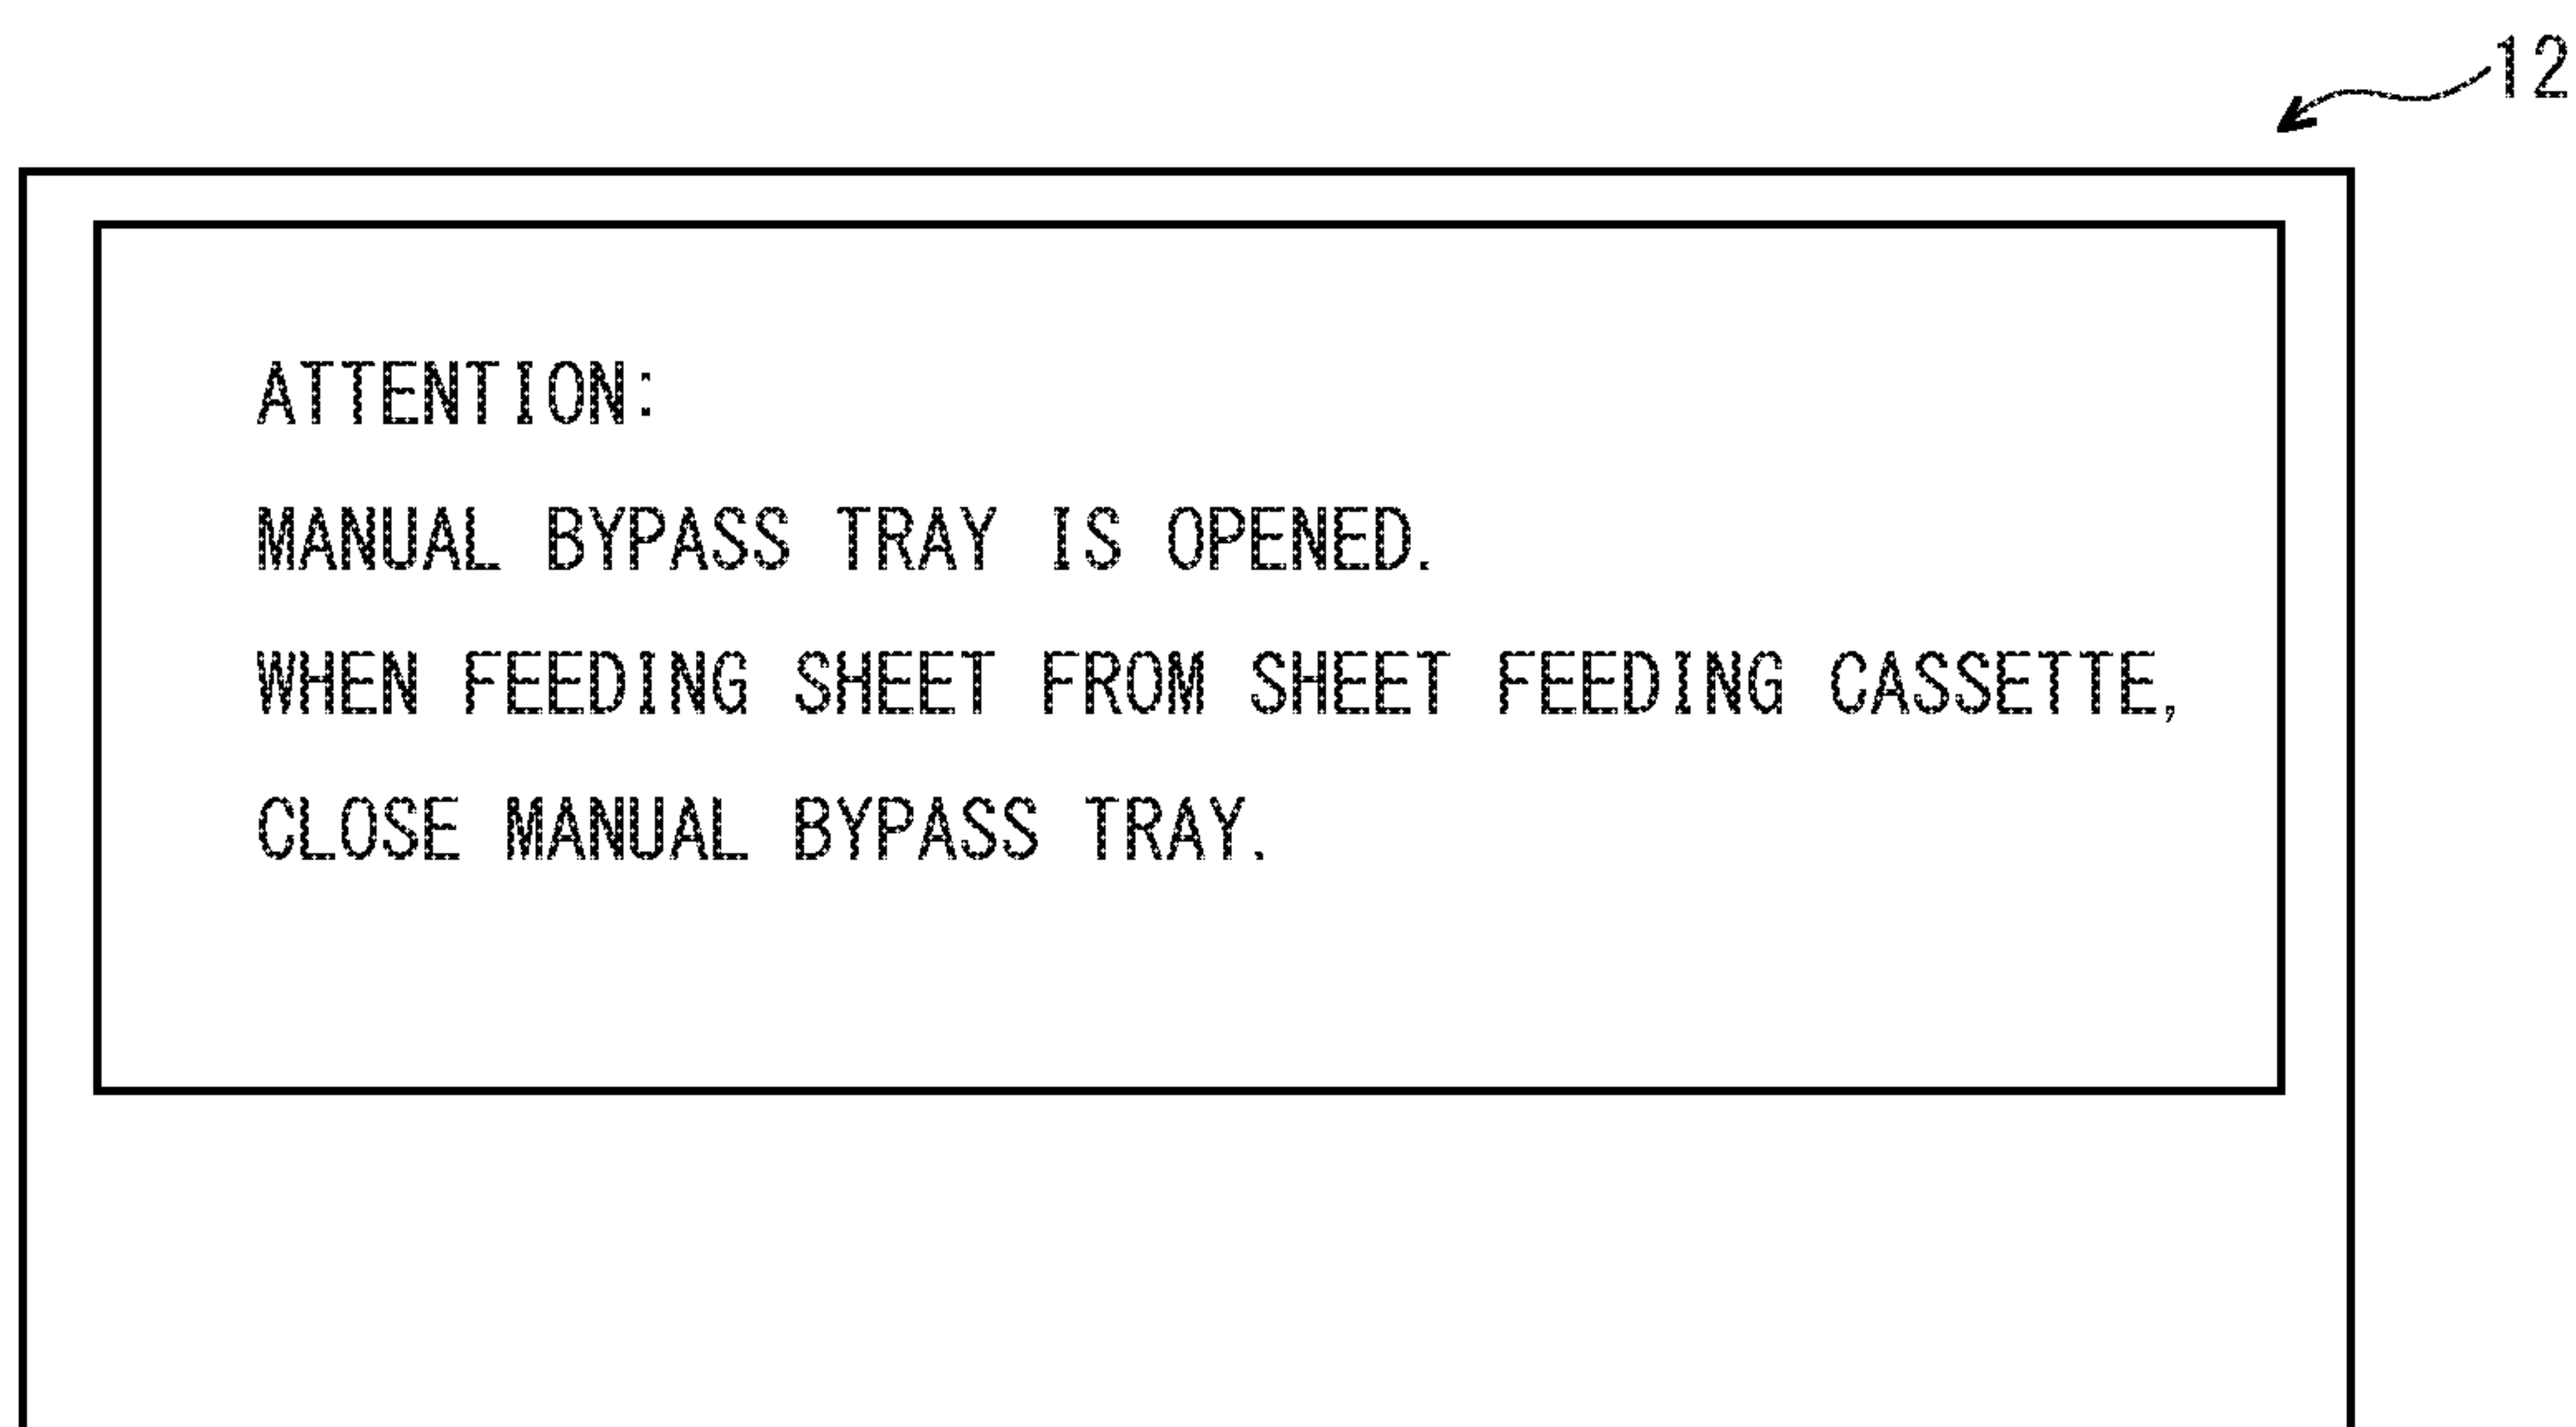 12
ATTENTION:
MANUAL BYPASS TRAY IS OPENED.
WHEN FEEDING SHEET FROM SHEET FEEDING CASSETTE,
CLOSE MANUAL BYPASS TRAY.